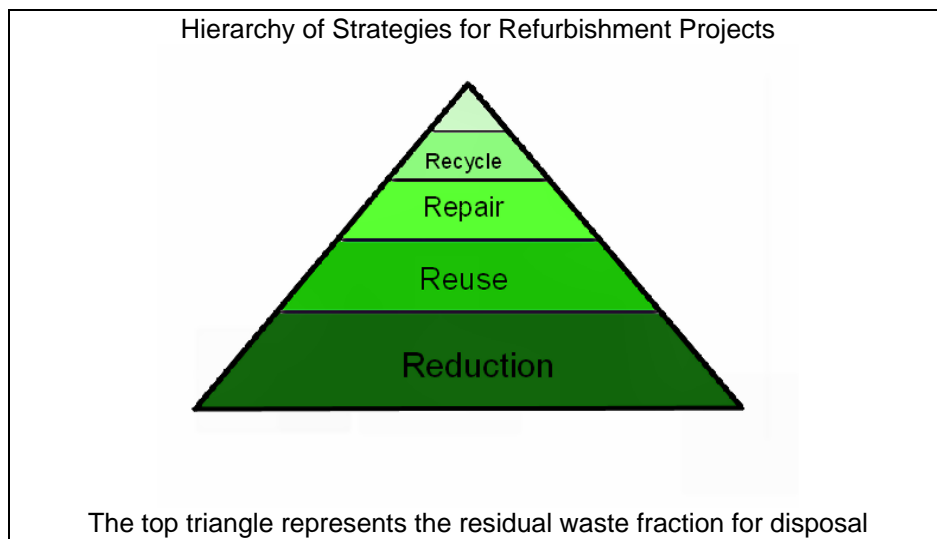 Hierarchy of Strategies for Refurbishment Projects
Recycle
Repair
Reuse
Reduction
The top triangle represents the residual waste fraction for disposal